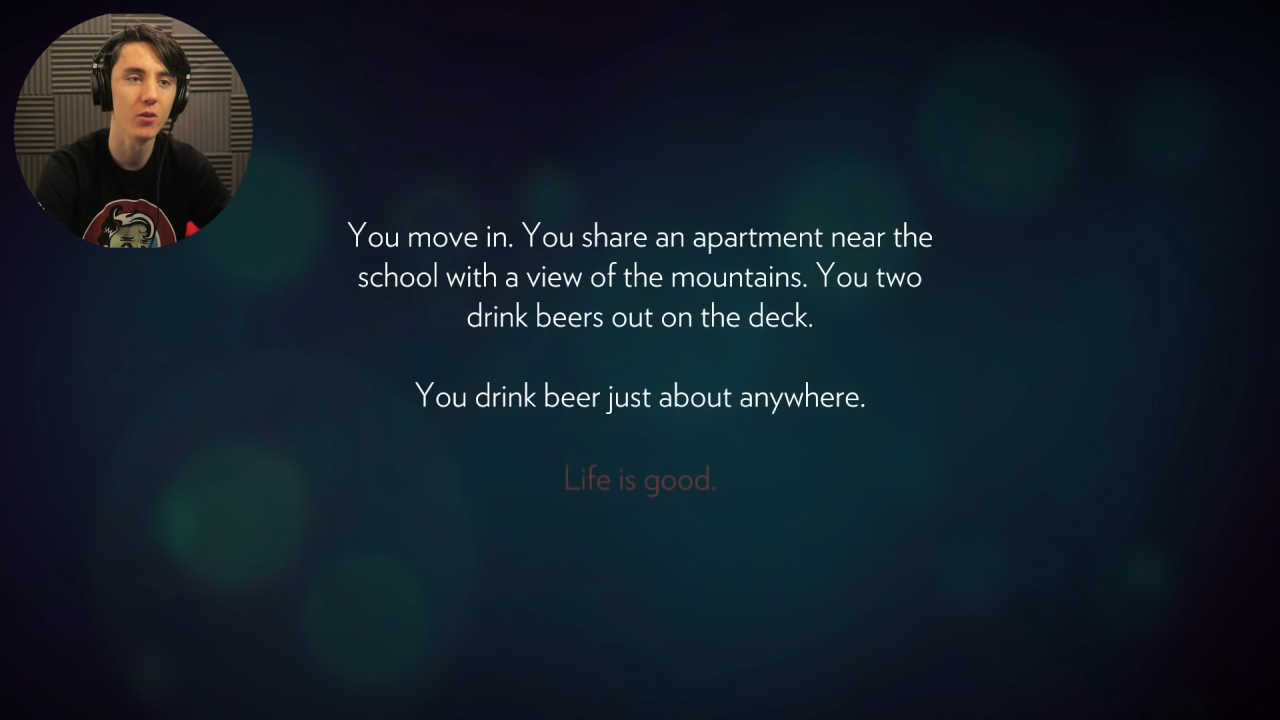 You move in. You share an apartment near the
school with a view of the mountains. You two
drink beers out on the deck.
You drink beer just about anywhere.
Life is good.